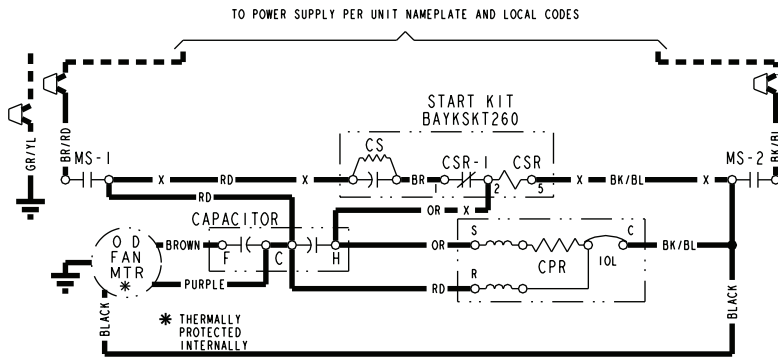 TO POWER SUPPLY PER UNIT NAMEPLATE AND LOCAL CODES
GR/YL
BR/RD
BK/BL
START KIT
BAYKSKT260
MS-1
CS
CSR-1
CSR
MS-2
X
RD
X
BR
1
2
5
X
BK/BL
X
RD
OR
X
CAPACITOR
O D
FAN
MTR
*
BROWN
F
C
H
OR
S
C
BK/BL
CPR
IOL
PURPLE
RD
R
BLACK
BLACK
* THERMALLY
PROTECTED
INTERNALLY